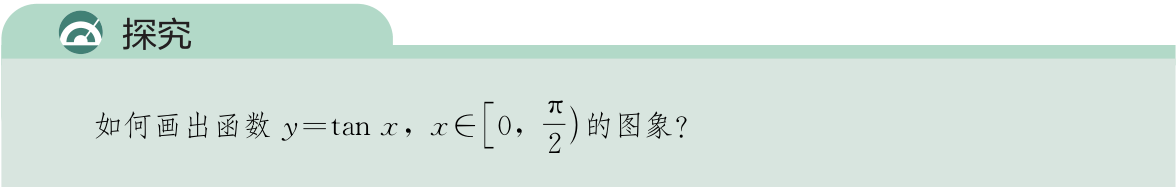 探究
如何画出函数 y=tan x，x∈[0，π/2)的图象？